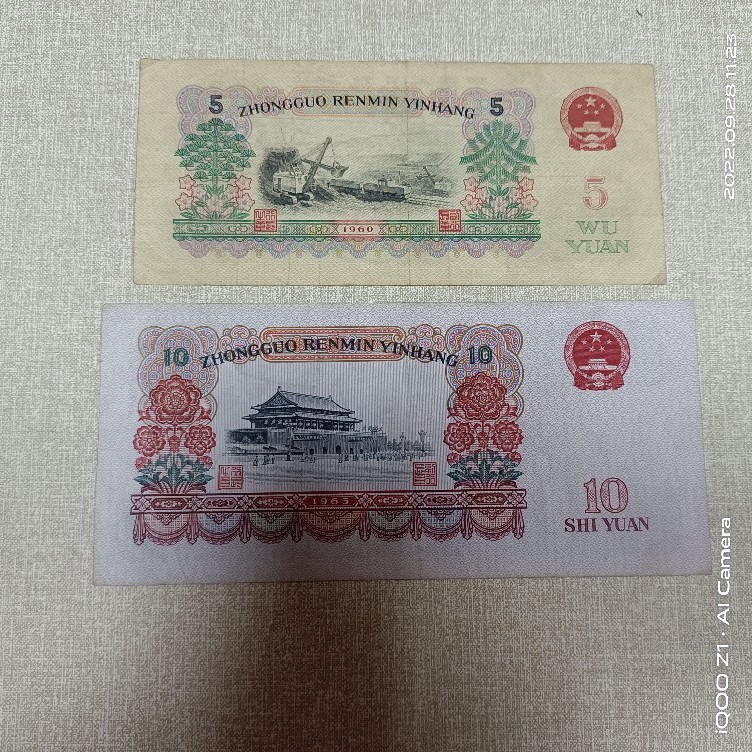 5 ZHONGGUO RENMIN YINHANG 5
5
WU
YUAN
1960
10 ZHONGGUO RENMIN YINHANG 10
10
SHI YUAN
1965
2022.09.28 11:23
iQOO Z1 · AI Camera